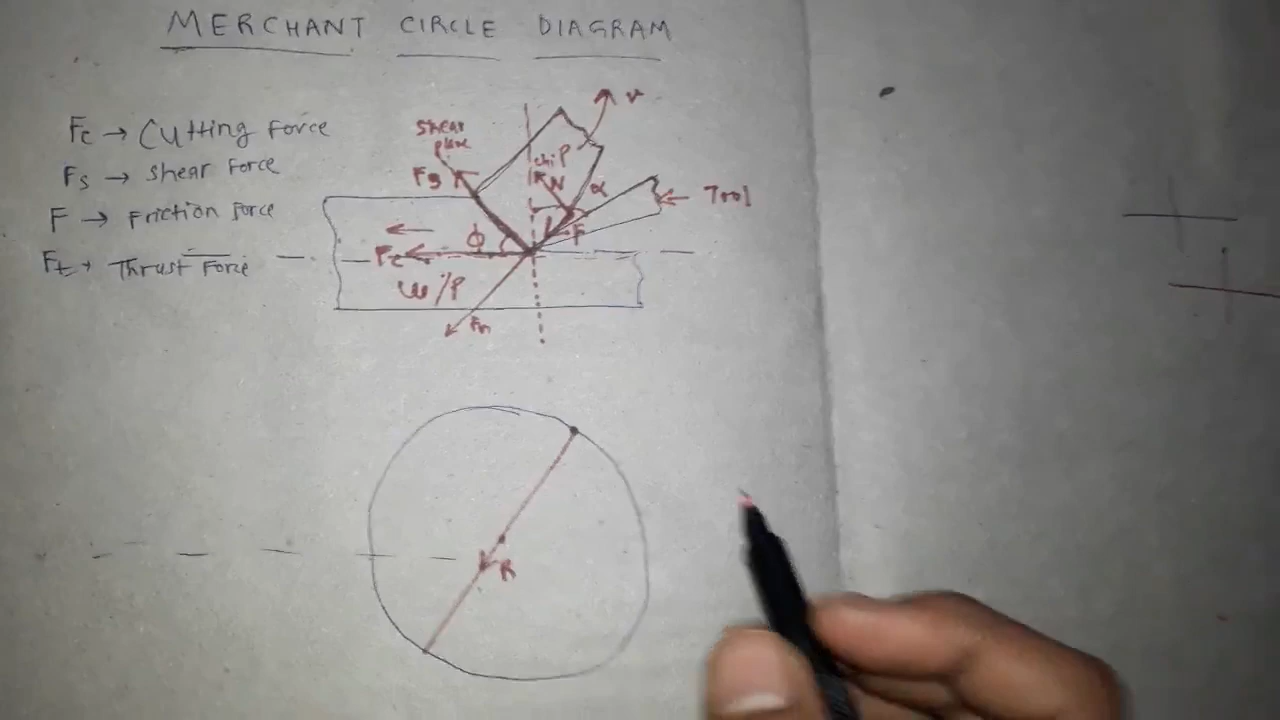 MERCHANT CIRCLE DIAGRAM
Fc → Cutting Force
Fs → Shear Force
F → Friction Force
Ft → Thrust Force
Shear
plane
Fs
chip
v
N
α
Tool
F
ϕ
Fc
W/P
Fn
R